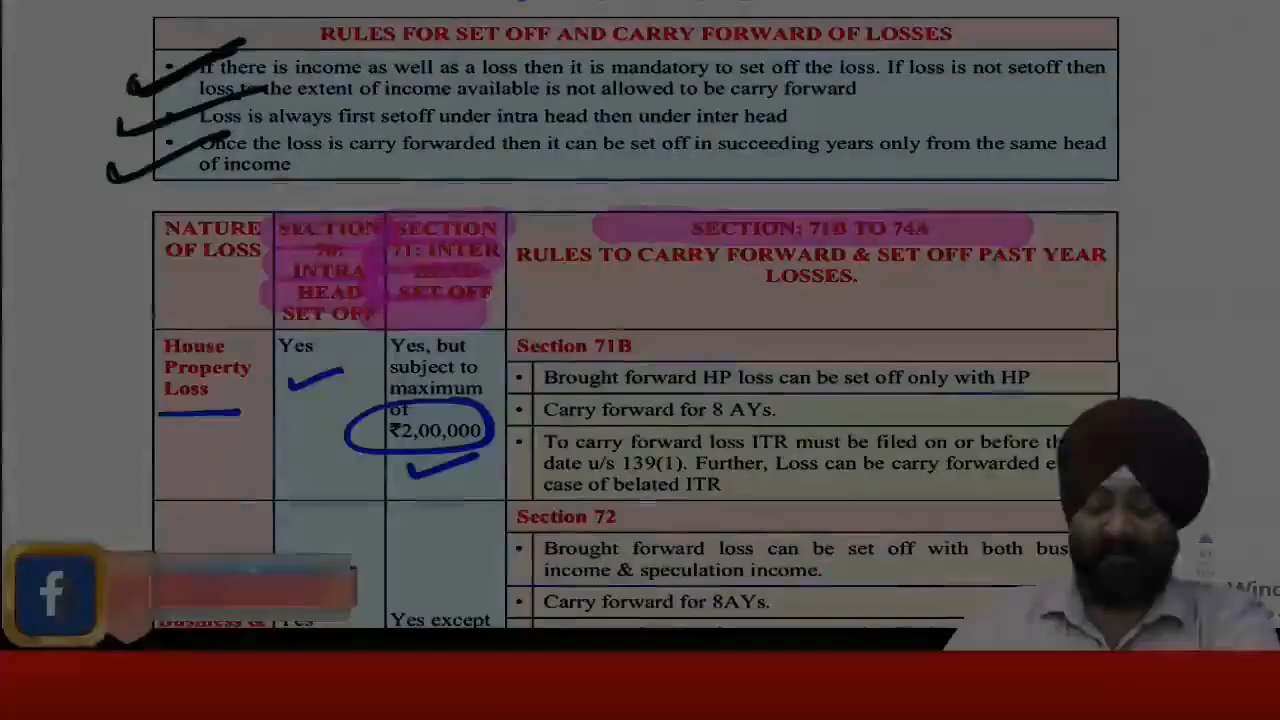 RULES FOR SET OFF AND CARRY FORWARD OF LOSSES
• If there is income as well as a loss then it is mandatory to set off the loss. If loss is not setoff then
loss to the extent of income available is not allowed to be carry forward
• Loss is always first setoff under intra head then under inter head
• Once the loss is carry forwarded then it can be set off in succeeding years only from the same head
of income
NATURE
OF LOSS
SECTION
70:
INTRA
HEAD
SET OFF
SECTION
71: INTER
HEAD
SET OFF
SECTION: 71B TO 74A
RULES TO CARRY FORWARD & SET OFF PAST YEAR
LOSSES.
House
Property
Loss
Yes
Yes, but
subject to
maximum
of
₹2,00,000
Section 71B
• Brought forward HP loss can be set off only with HP
• Carry forward for 8 AYs.
• To carry forward loss ITR must be filed on or before
date u/s 139(1). Further, Loss can be carry forwarded
case of belated ITR
Section 72
• Brought forward loss can be set off with both
income & speculation income.
• Carry forward for 8AYs.
Business &
Yes
Yes except
f